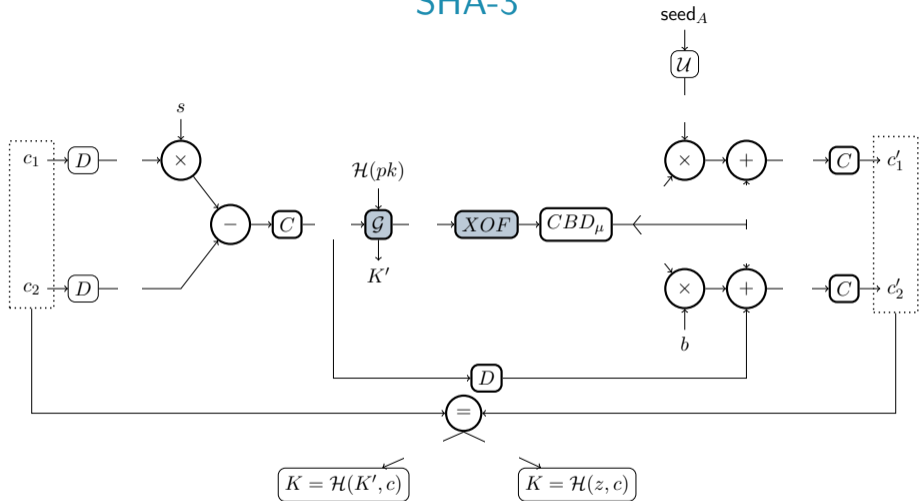 SHA-3
seed_A
𝒰
s
c_1 D × × + C c'_1
ℋ(pk)
− C 𝒢 XOF CBD_μ
K'
c_2 D × + C c'_2
b
D
=
K = ℋ(K', c) K = ℋ(z, c)